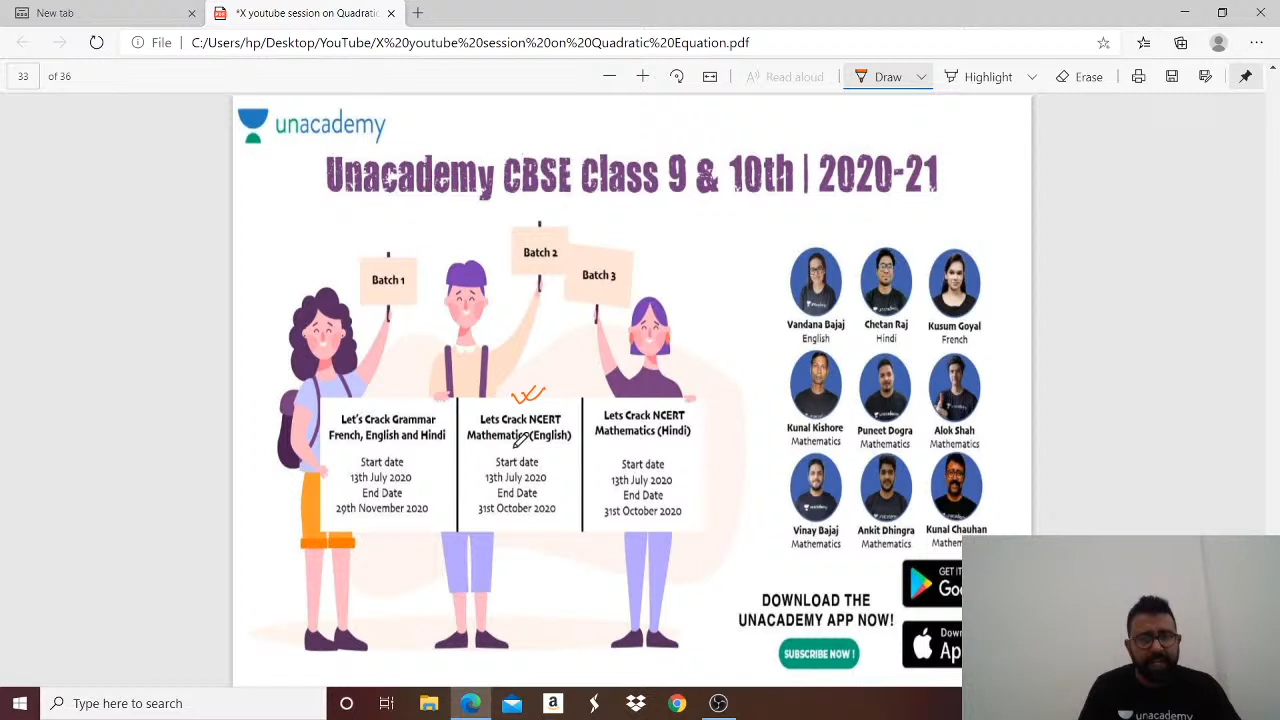 New tab
*X youtube session on Quadratic
File
C:/Users/hp/Desktop/YouTube/X%20youtube%20session%20on%20Quadratic%20Equation.pdf
33
of 36
Read aloud
Draw
Highlight
Erase
unacademy
Unacademy CBSE Class 9 & 10th | 2020-21
Batch 1
Batch 2
Batch 3
Let's Crack Grammar
French, English and Hindi
Start date
13th July 2020
End Date
29th November 2020
Lets Crack NCERT
Mathematics (English)
Start date
13th July 2020
End Date
31st October 2020
Lets Crack NCERT
Mathematics (Hindi)
Start date
13th July 2020
End Date
31st October 2020
Vandana Bajaj
English
Chetan Raj
Hindi
Kusum Goyal
French
Kunal Kishore
Mathematics
Puneet Dogra
Mathematics
Alok Shah
Mathematics
Vinay Bajaj
Mathematics
Ankit Dhingra
Mathematics
Kunal Chauhan
Mathem
DOWNLOAD THE
UNACADEMY APP NOW!
SUBSCRIBE NOW !
GET IT
Goo
Down
Ap
unacademy
Type here to search